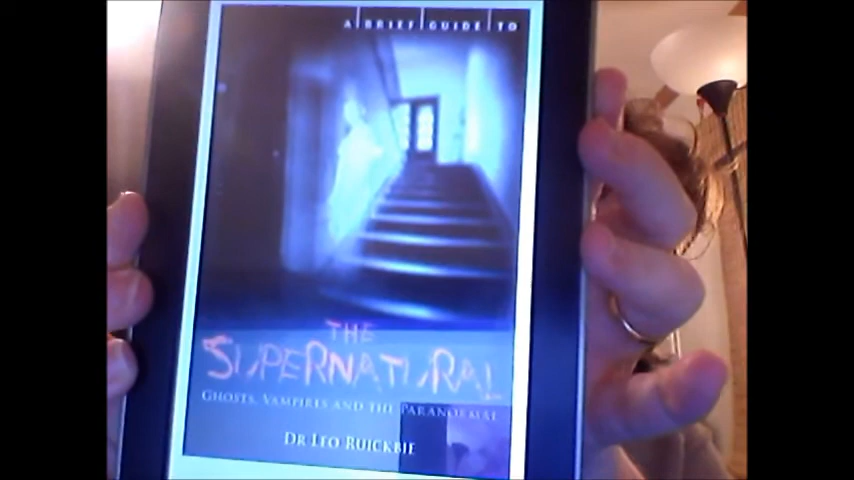 A BRIEF GUIDE TO
THE
SUPERNATURAL
GHOSTS, VAMPIRES AND THE PARANORMAL
DR LEO RUICKBIE